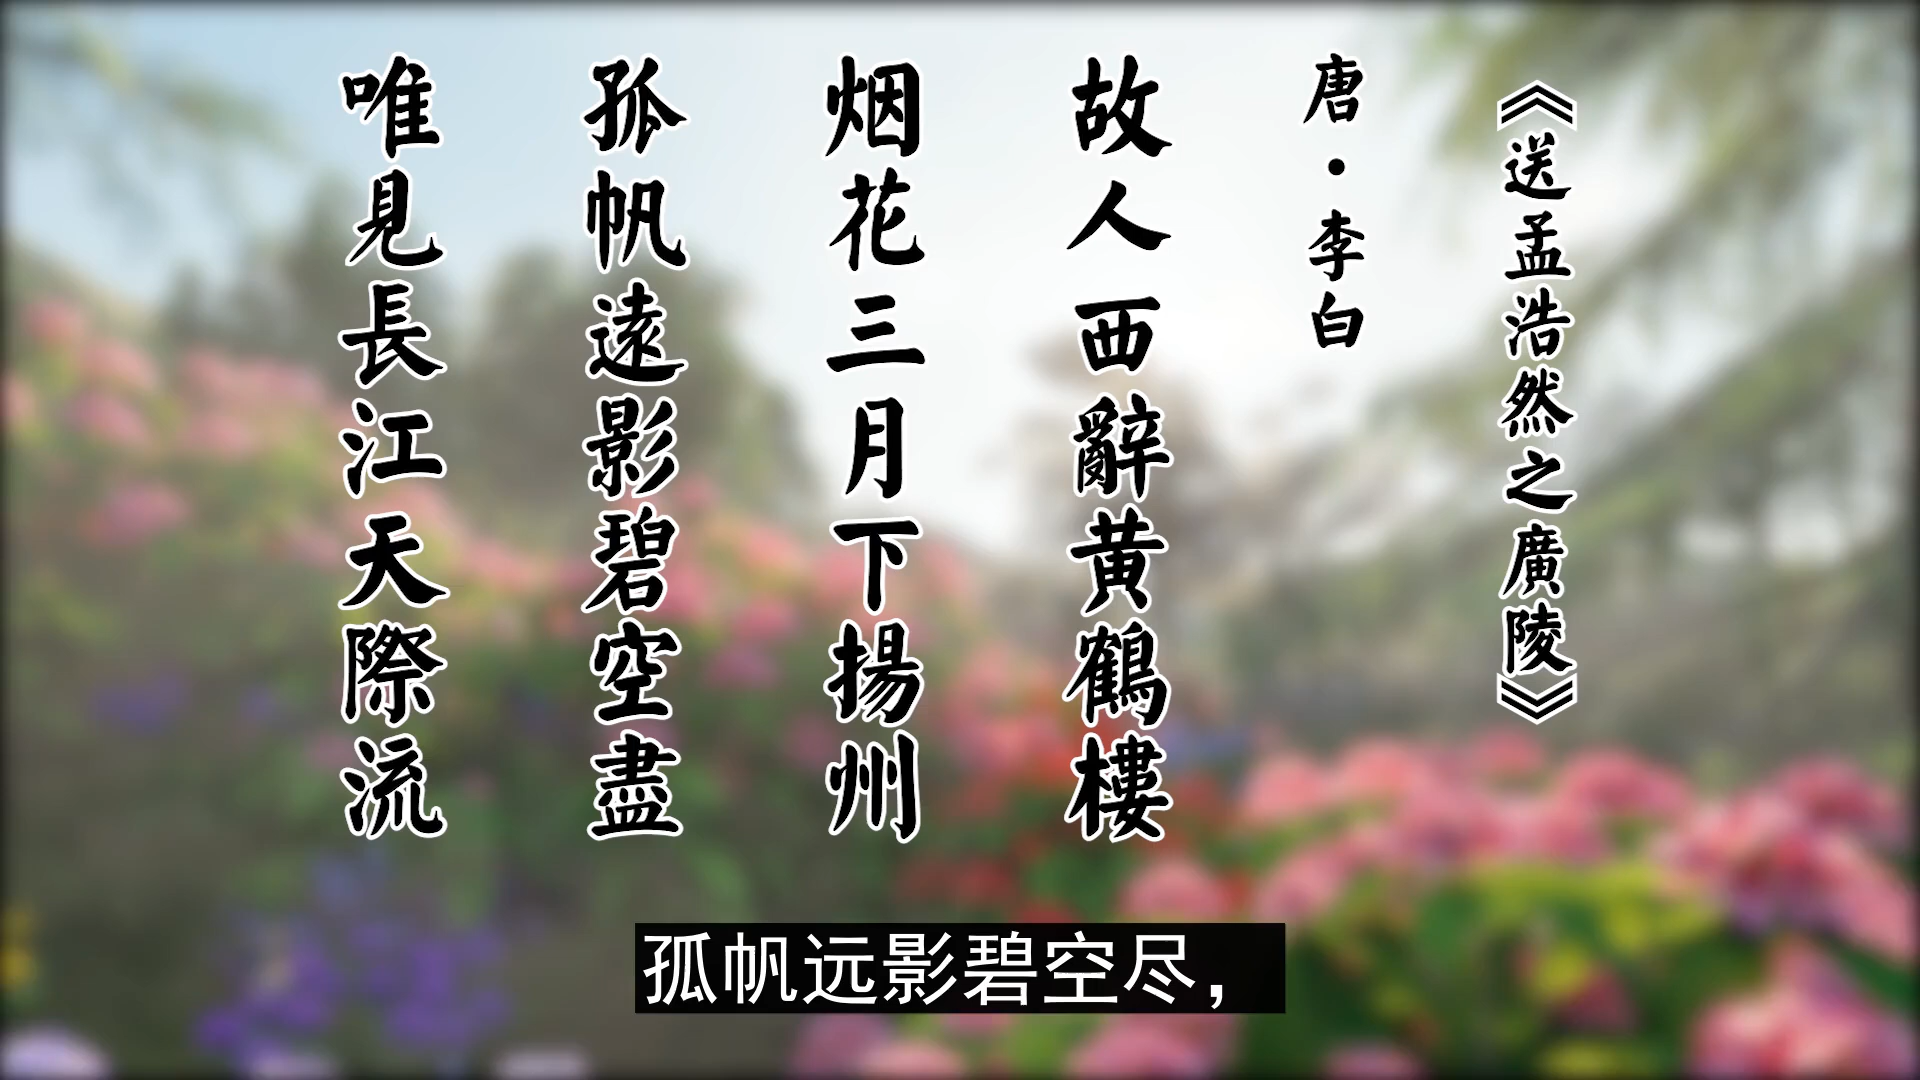 《送孟浩然之廣陵》
唐·李白
故人西辭黄鶴樓
烟花三月下揚州
孤帆遠影碧空盡
唯見長江天際流
孤帆远影碧空尽，